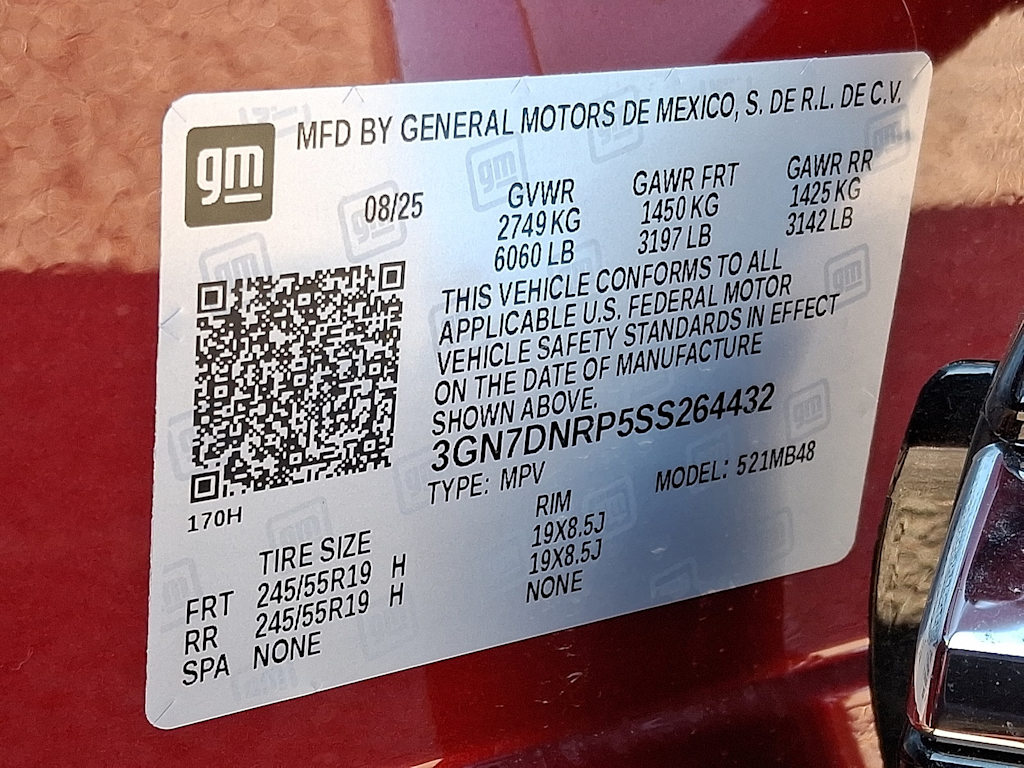 gm
MFD BY GENERAL MOTORS DE MEXICO, S. DE R.L. DE C.V.
08/25
GVWR GAWR FRT GAWR RR
2749 KG 1450 KG 1425 KG
6060 LB 3197 LB 3142 LB
THIS VEHICLE CONFORMS TO ALL
APPLICABLE U.S. FEDERAL MOTOR
VEHICLE SAFETY STANDARDS IN EFFECT
ON THE DATE OF MANUFACTURE
SHOWN ABOVE.
3GN7DNRP5SS264432
TYPE: MPV MODEL: 521MB48
170H
TIRE SIZE RIM
FRT 245/55R19 H 19X8.5J
RR 245/55R19 H 19X8.5J
SPA NONE NONE